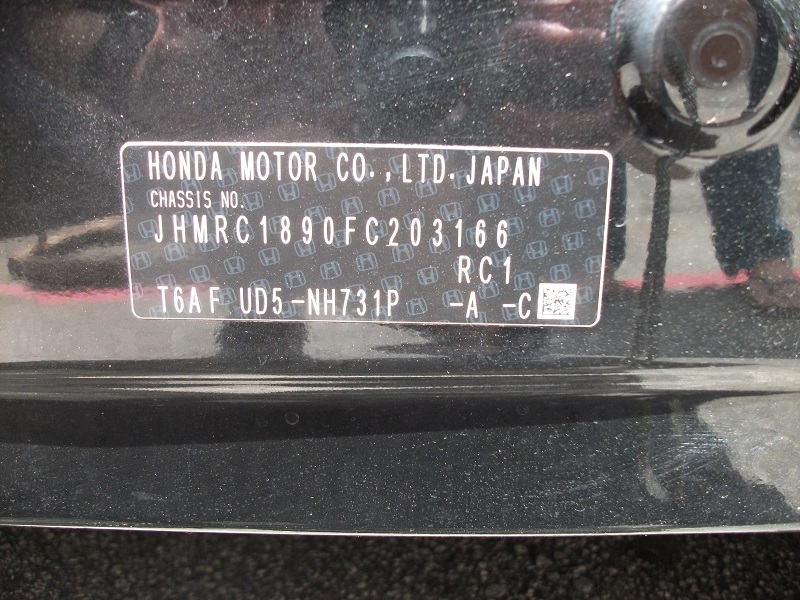 HONDA MOTOR CO.,LTD.JAPAN
CHASSIS NO.
JHMRC1890FC203166
RC1
T6AF UD5-NH731P -A -C